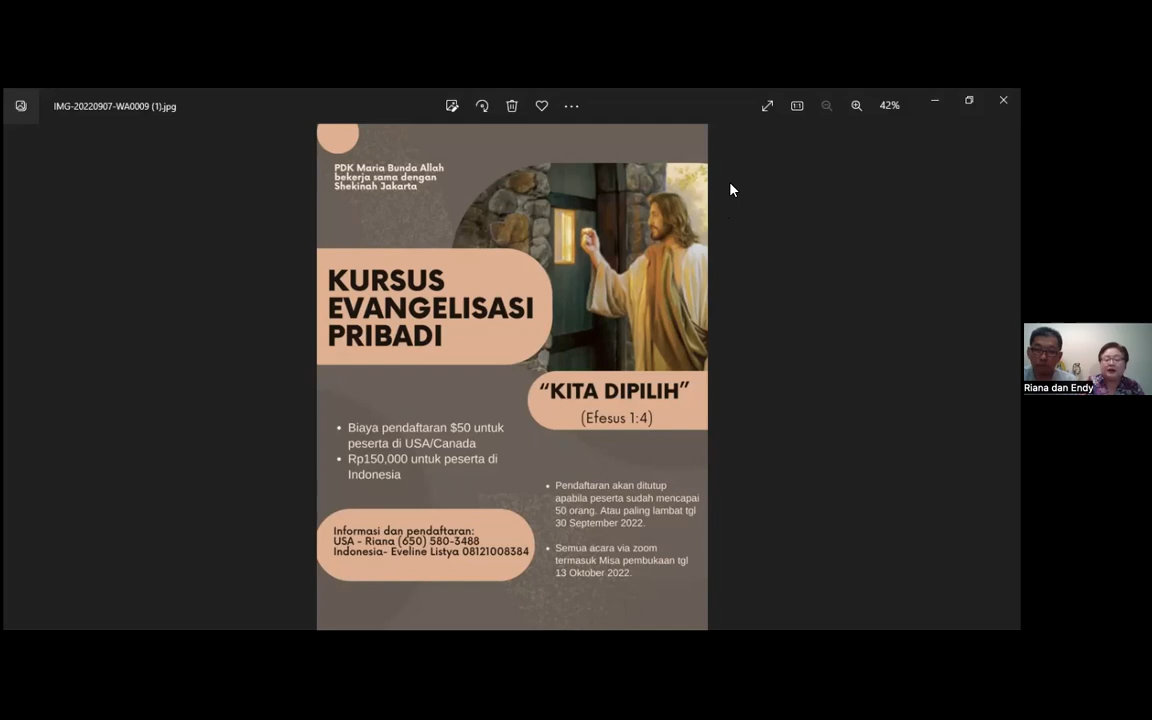 IMG-20220907-WA0009 (1).jpg
42%
PDK Maria Bunda Allah
bekerja sama dengan
Shekinah Jakarta
KURSUS
EVANGELISASI
PRIBADI
“KITA DIPILIH”
(Efesus 1:4)
• Biaya pendaftaran $50 untuk
peserta di USA/Canada
• Rp150,000 untuk peserta di
Indonesia
Informasi dan pendaftaran:
USA - Riana (650) 580-3488
Indonesia- Eveline Listya 08121008384
• Pendaftaran akan ditutup
apabila peserta sudah mencapai
50 orang. Atau paling lambat tgl
30 September 2022.
• Semua acara via zoom
termasuk Misa pembukaan tgl
13 Oktober 2022.
Riana dan Endy